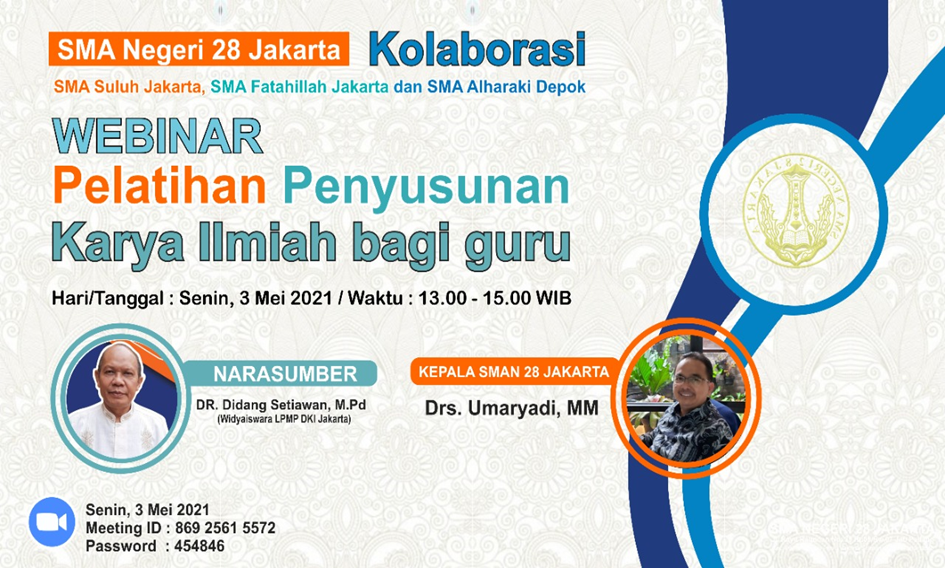 SMA Negeri 28 Jakarta Kolaborasi
SMA Suluh Jakarta, SMA Fatahillah Jakarta dan SMA Alharaki Depok
WEBINAR
Pelatihan Penyusunan
Karya Ilmiah bagi guru
Hari/Tanggal : Senin, 3 Mei 2021 / Waktu : 13.00 - 15.00 WIB
NARASUMBER
DR. Didang Setiawan, M.Pd
(Widyaiswara LPMP DKI Jakarta)
KEPALA SMAN 28 JAKARTA
Drs. Umaryadi, MM
Senin, 3 Mei 2021
Meeting ID : 869 2561 5572
Password : 454846